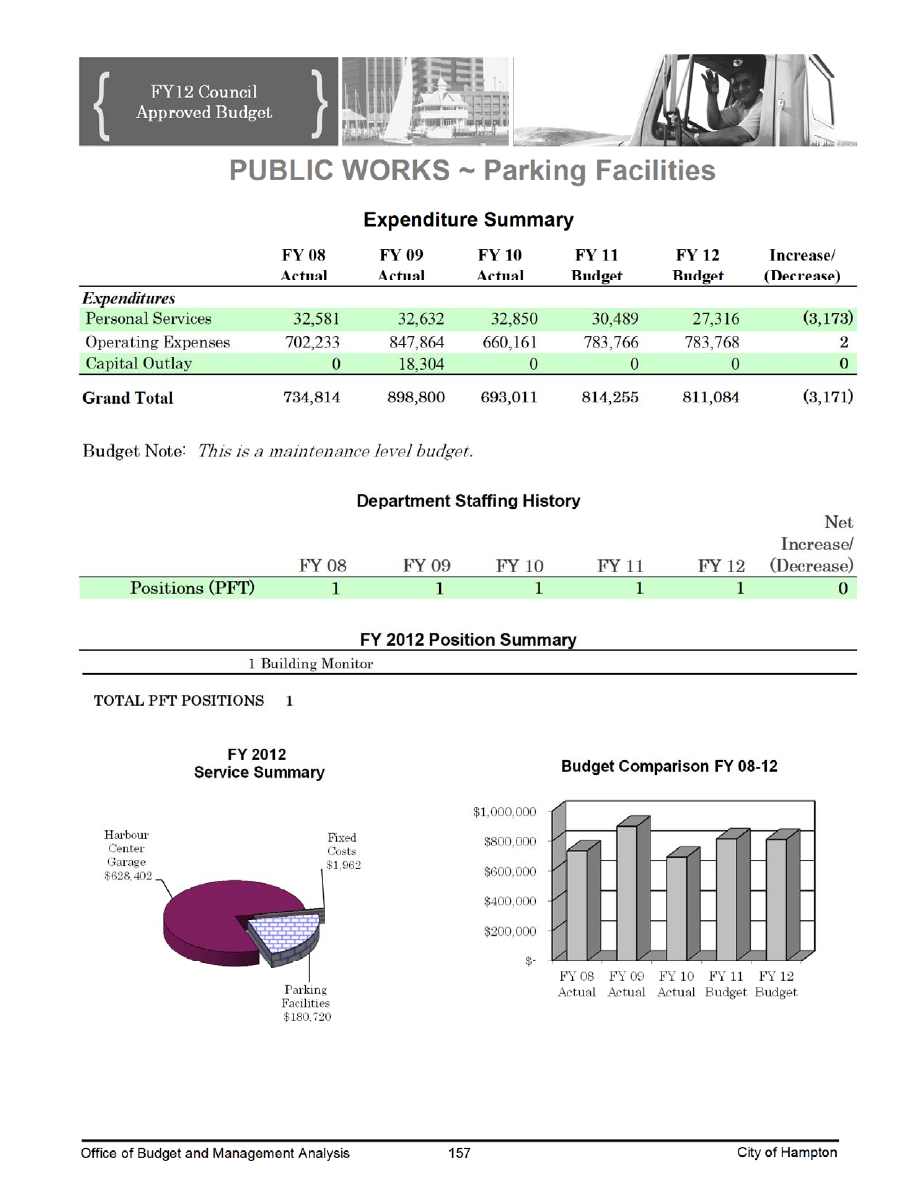 FY12 Council
Approved Budget
PUBLIC WORKS ~ Parking Facilities
Expenditure Summary
FY 08 FY 09 FY 10 FY 11 FY 12 Increase/
Actual Actual Actual Budget Budget (Decrease)
Expenditures
Personal Services 32,581 32,632 32,850 30,489 27,316 (3,173)
Operating Expenses 702,233 847,864 660,161 783,766 783,768 2
Capital Outlay 0 18,304 0 0 0 0
Grand Total 734,814 898,800 693,011 814,255 811,084 (3,171)
Budget Note: This is a maintenance level budget.
Department Staffing History
Net
Increase/
FY 08 FY 09 FY 10 FY 11 FY 12 (Decrease)
Positions (PFT) 1 1 1 1 1 0
FY 2012 Position Summary
1 Building Monitor
TOTAL PFT POSITIONS 1
FY 2012
Service Summary
Harbour
Center
Garage
$628,402
Fixed
Costs
$1,962
Parking
Facilities
$180,720
Budget Comparison FY 08-12
$1,000,000
$800,000
$600,000
$400,000
$200,000
$-
FY 08 FY 09 FY 10 FY 11 FY 12
Actual Actual Actual Budget Budget
Office of Budget and Management Analysis 157 City of Hampton